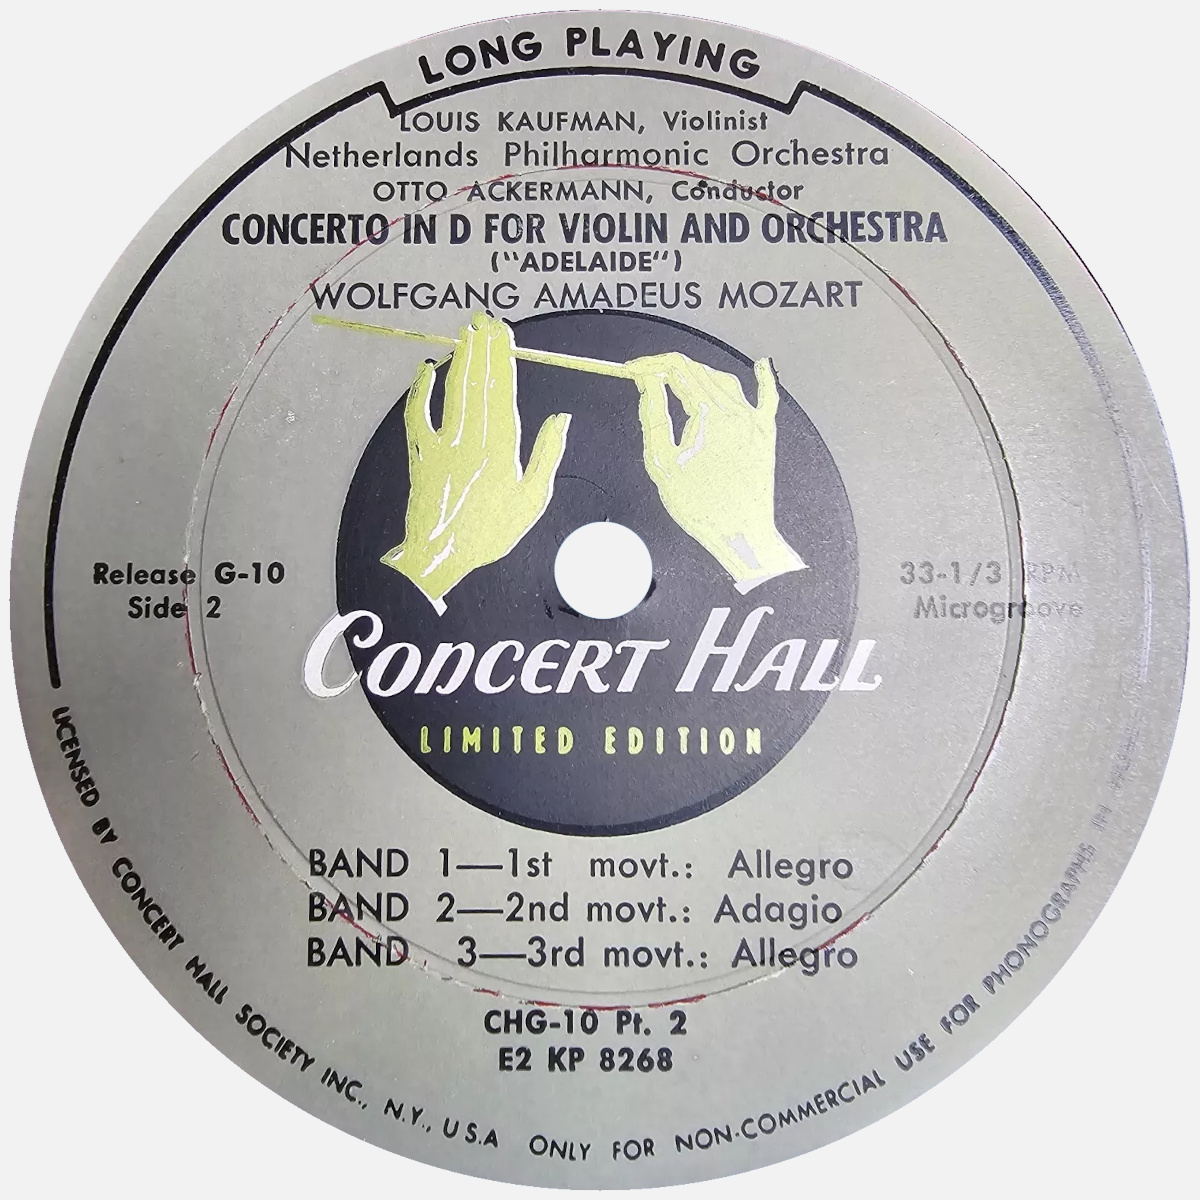 LONG PLAYING
LOUIS KAUFMAN, Violinist
Netherlands Philharmonic Orchestra
OTTO ACKERMANN, Conductor
CONCERTO IN D FOR VIOLIN AND ORCHESTRA
("ADELAIDE")
WOLFGANG AMADEUS MOZART
Release G-10
Side 2
33-1/3 RPM
Microgroove
CONCERT HALL
LIMITED EDITION
BAND 1—1st movt.: Allegro
BAND 2—2nd movt.: Adagio
BAND 3—3rd movt.: Allegro
CHG-10 Pt. 2
E2 KP 8268
LICENSED BY CONCERT HALL SOCIETY INC., N.Y., U S.A ONLY FOR NON-COMMERCIAL USE FOR PHONOGRAPHS IN